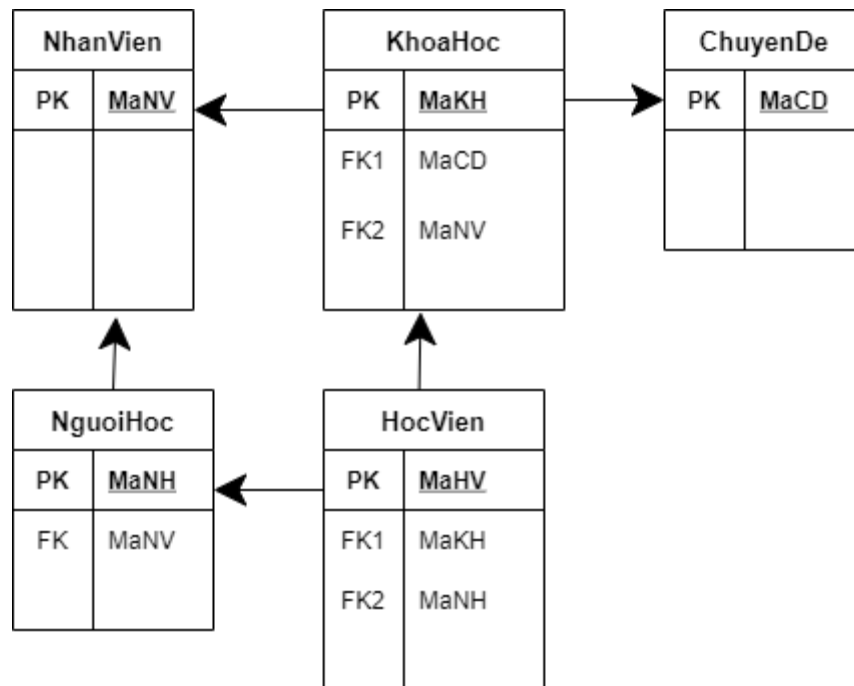 NhanVien
PK MaNV
KhoaHoc
PK MaKH
FK1 MaCD
FK2 MaNV
ChuyenDe
PK MaCD
NguoiHoc
PK MaNH
FK MaNV
HocVien
PK MaHV
FK1 MaKH
FK2 MaNH